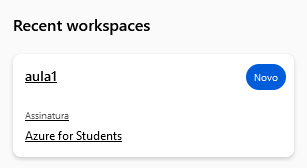 Recent workspaces
aula1
Novo
Assinatura
Azure for Students